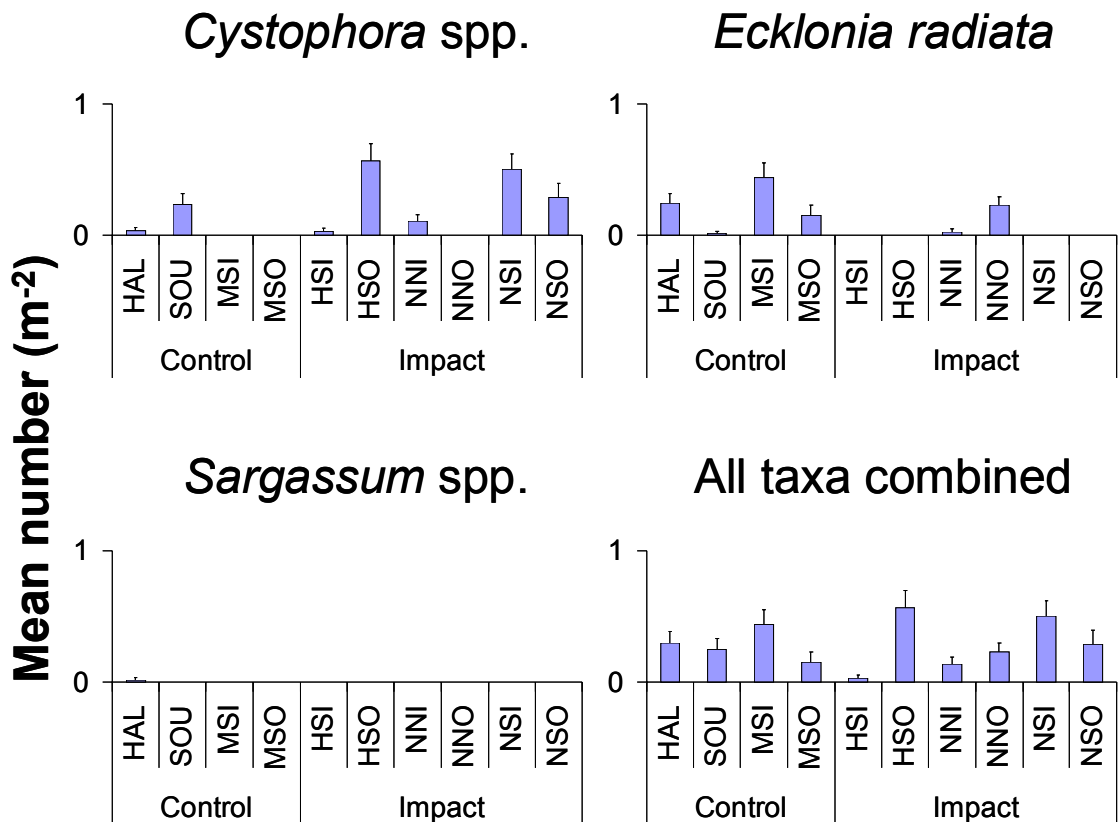 Mean number (m-2)
Cystophora spp.
1
0
HAL SOU MSI MSO HSI HSO NNI NNO NSI NSO
Control Impact
Ecklonia radiata
1
0
HAL SOU MSI MSO HSI HSO NNI NNO NSI NSO
Control Impact
Sargassum spp.
1
0
HAL SOU MSI MSO HSI HSO NNI NNO NSI NSO
Control Impact
All taxa combined
1
0
HAL SOU MSI MSO HSI HSO NNI NNO NSI NSO
Control Impact